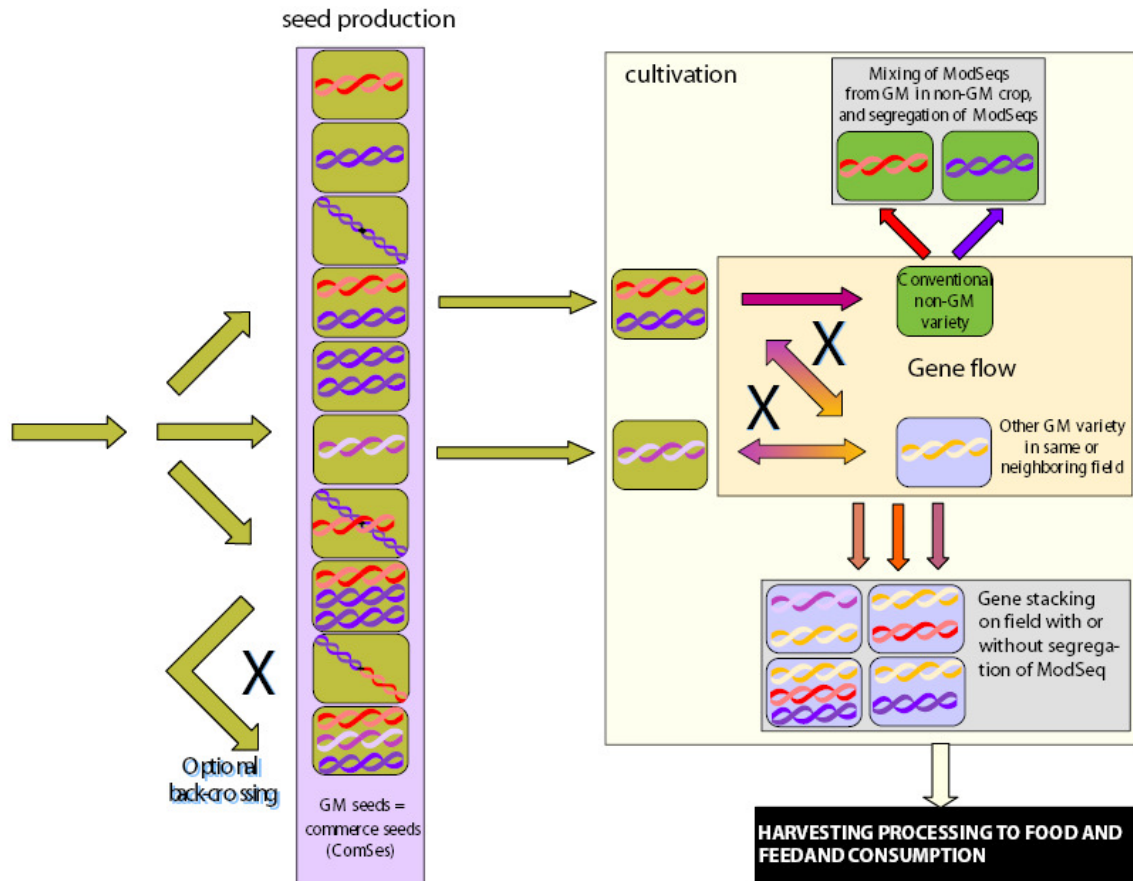 seed production
cultivation
Mixing of ModSeqs
from GM in non-GM crop,
and segregation of ModSeqs
Conventional
non-GM
variety
X
X
Gene flow
Other GM variety
in same or
neighboring field
Gene stacking
on field with or
without segrega-
tion of ModSeq
X
Optional
back-crossing
GM seeds =
commerce seeds
(ComSes)
HARVESTING PROCESSING TO FOOD AND
FEEDAND CONSUMPTION